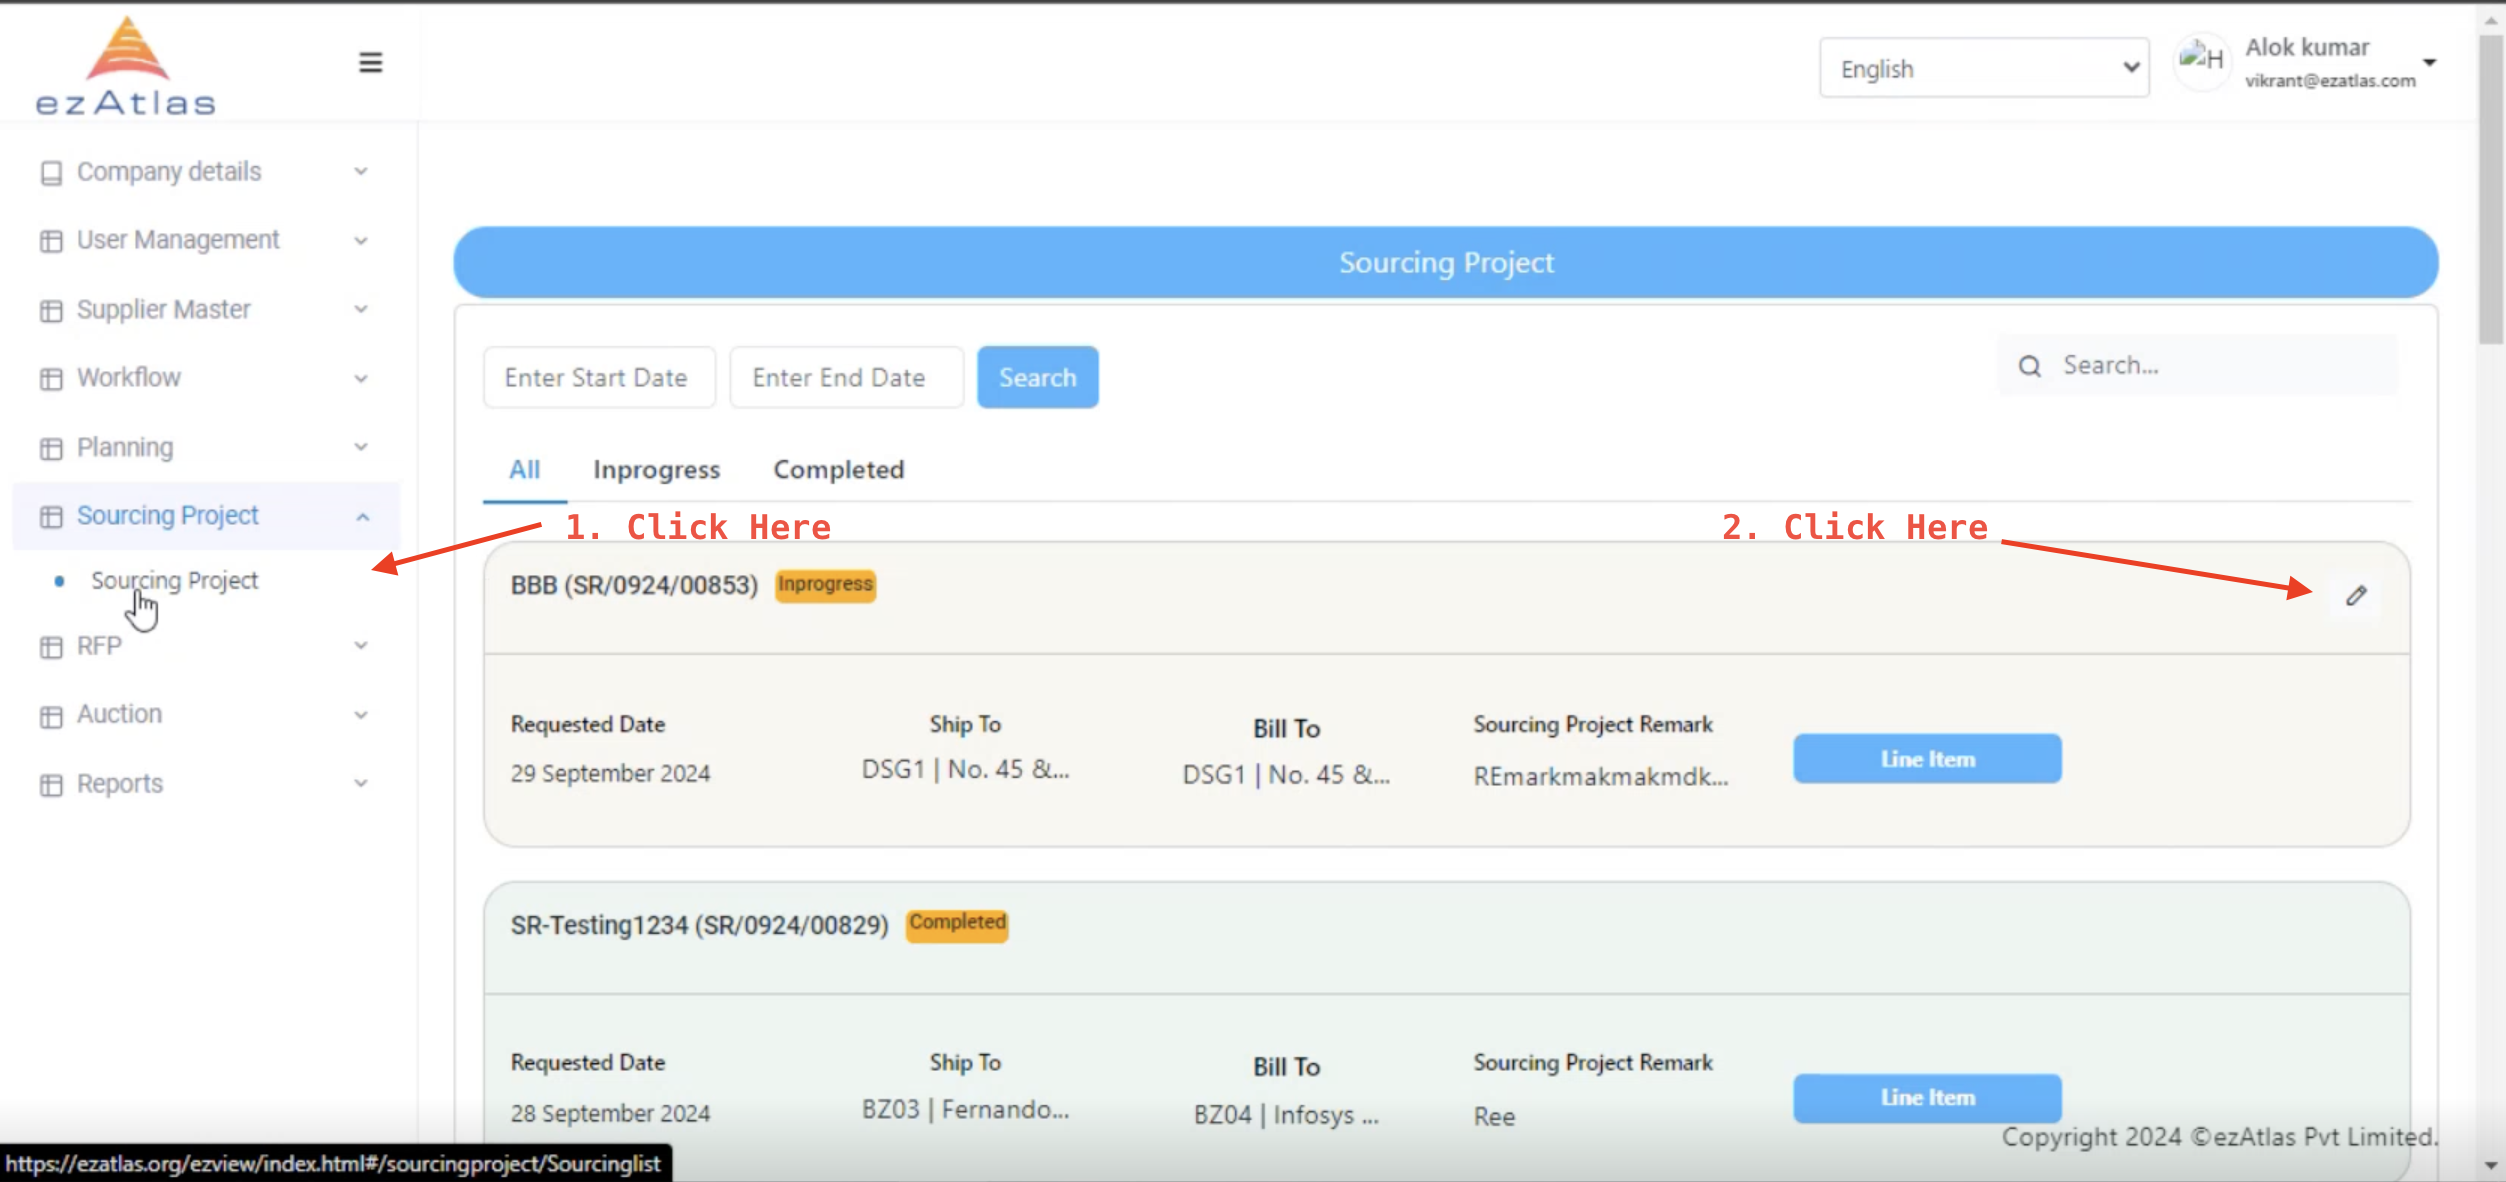 ezAtlas
English
H
Alok kumar
vikrant@ezatlas.com
Company details
User Management
Supplier Master
Workflow
Planning
Sourcing Project
Sourcing Project
RFP
Auction
Reports
Sourcing Project
Enter Start Date
Enter End Date
Search
Search...
All
Inprogress
Completed
1. Click Here
2. Click Here
BBB (SR/0924/00853)
Inprogress
Requested Date
Ship To
Bill To
Sourcing Project Remark
29 September 2024
DSG1 | No. 45 &...
DSG1 | No. 45 &...
REmarkmakmakmdk...
Line Item
SR-Testing1234 (SR/0924/00829)
Completed
Requested Date
Ship To
Bill To
Sourcing Project Remark
28 September 2024
BZ03 | Fernando...
BZ04 | Infosys ...
Ree
Line Item
Copyright 2024 ©ezAtlas Pvt Limited.
https://ezatlas.org/ezview/index.html#/sourcingproject/Sourcinglist